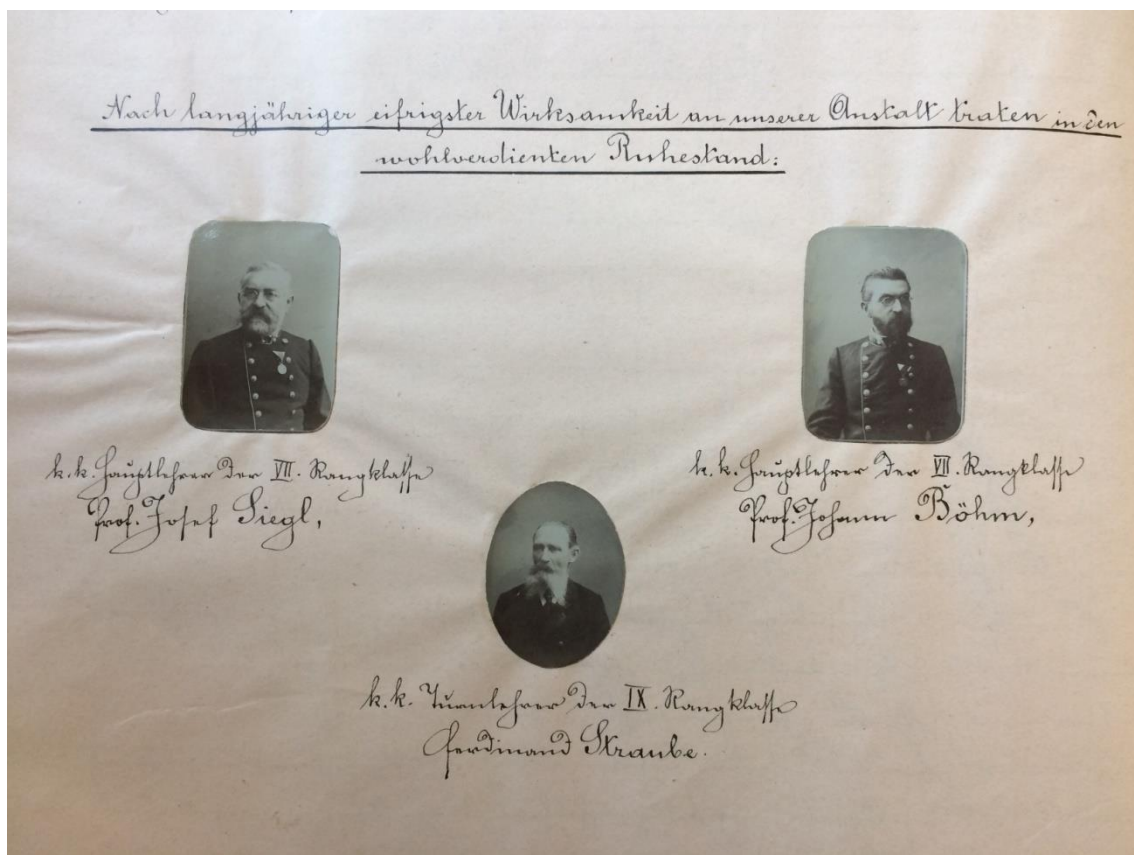 Nach langjähriger eifrigster Wirksamkeit an unserer Anstalt traten in den
wohlverdienten Ruhestand:
k. k. Hauptlehrer der VII. Rangklasse
Prof. Josef Siegl,
k. k. Hauptlehrer der VII. Rangklasse
Prof. Johann Böhm,
k. k. Turnlehrer der IX. Rangklasse
Ferdinand Straube.